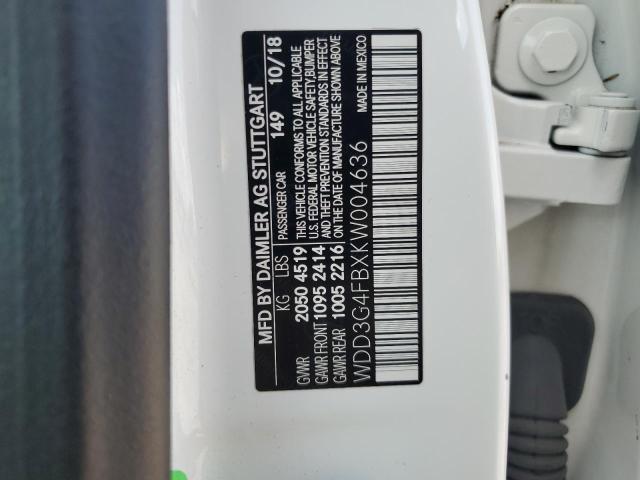 MFD BY DAIMLER AG STUTTGART
KG LBS PASSENGER CAR 149 10/18
GVWR 2050 4519 THIS VEHICLE CONFORMS TO ALL APPLICABLE
GAWR FRONT 1095 2414 U.S. FEDERAL MOTOR VEHICLE SAFETY,BUMPER
AND THEFT PREVENTION STANDARDS IN EFFECT
GAWR REAR 1005 2216 ON THE DATE OF MANUFACTURE SHOWN ABOVE.
MADE IN MEXICO
WDD3G4FBXKW004636